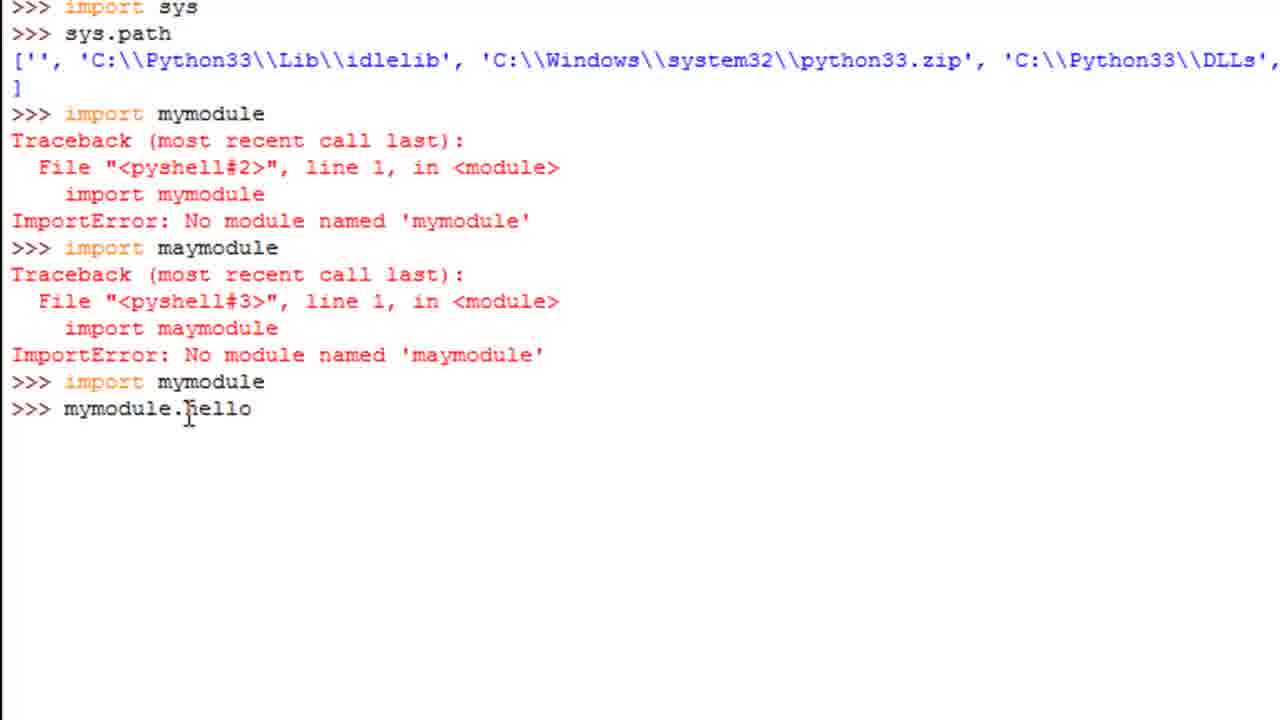 >>> import sys
>>> sys.path
['', 'C:\\Python33\\Lib\\idlelib', 'C:\\Windows\\system32\\python33.zip', 'C:\\Python33\\DLLs',
]
>>> import mymodule
Traceback (most recent call last):
  File "<pyshell#2>", line 1, in <module>
    import mymodule
ImportError: No module named 'mymodule'
>>> import maymodule
Traceback (most recent call last):
  File "<pyshell#3>", line 1, in <module>
    import maymodule
ImportError: No module named 'maymodule'
>>> import mymodule
>>> mymodule.hello